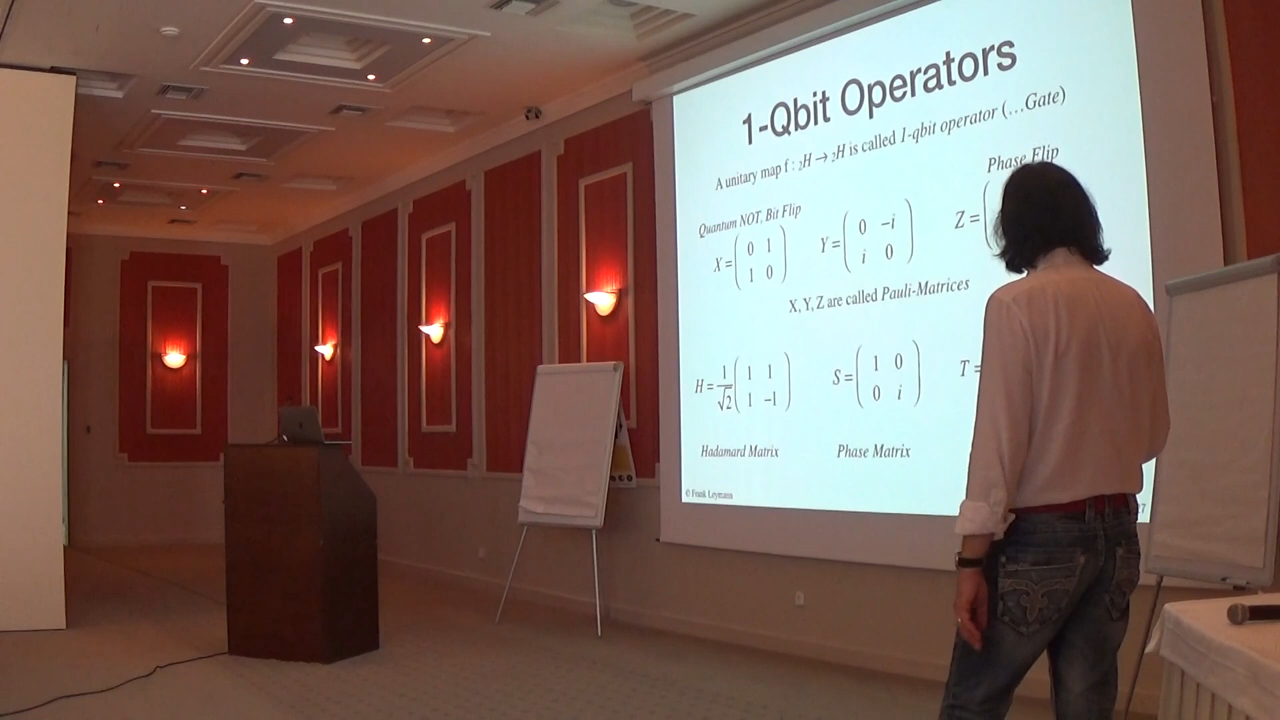 1-Qbit Operators
A unitary map f : ₂H → ₂H is called 1-qbit operator (…Gate)
Phase Flip
Quantum NOT, Bit Flip
X = ( 0 1 Y = ( 0 −i Z = (
1 0 ) i 0 )
X, Y, Z are called Pauli-Matrices
H = 1/√2 ( 1 1 S = ( 1 0 T =
1 −1 ) 0 i )
Hadamard Matrix Phase Matrix
© Frank Leymann